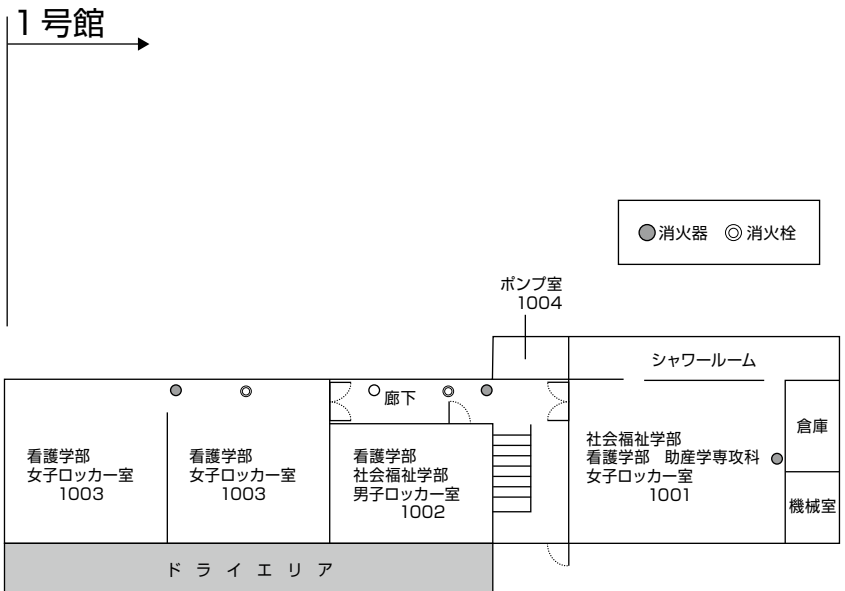 1号館
消火器 消火栓
ポンプ室
1004
シャワールーム
廊下
倉庫
看護学部
女子ロッカー室
1003
看護学部
女子ロッカー室
1003
看護学部
社会福祉学部
男子ロッカー室
1002
社会福祉学部
看護学部 助産学専攻科
女子ロッカー室
1001
機械室
ドライエリア